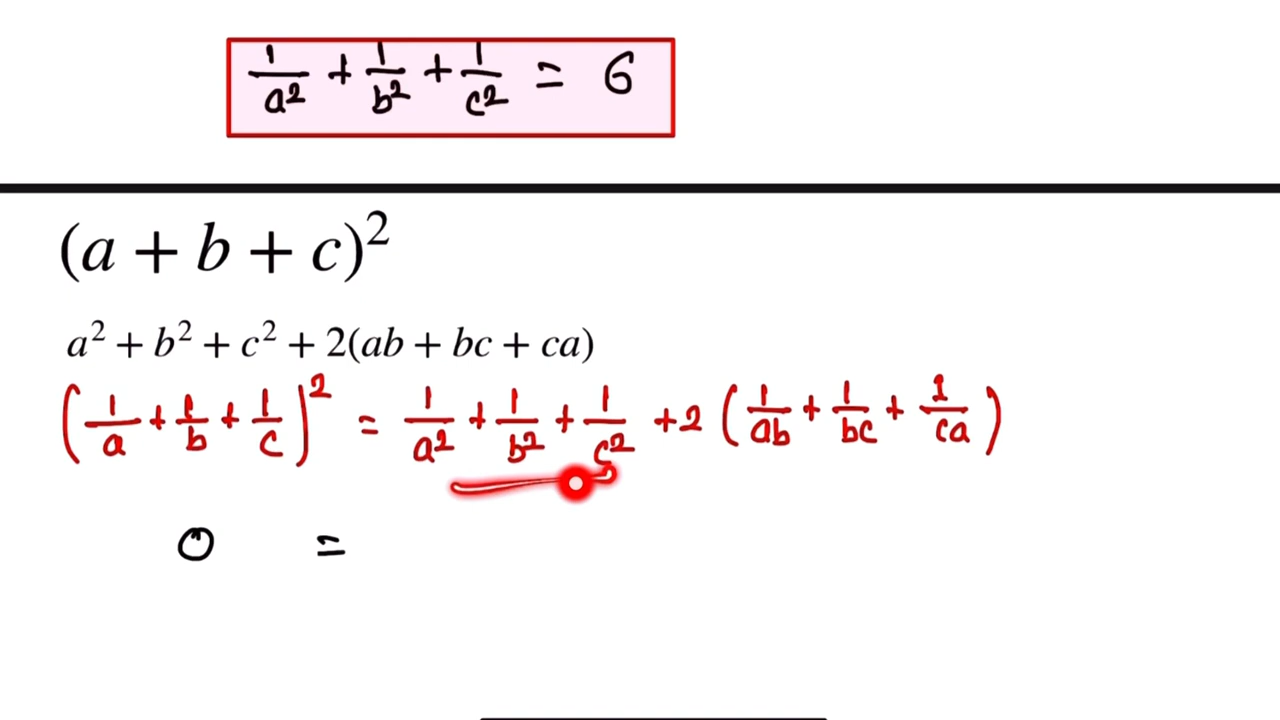 1/a² + 1/b² + 1/c² = 6
(a + b + c)²
a² + b² + c² + 2(ab + bc + ca)
(1/a + 1/b + 1/c)² = 1/a² + 1/b² + 1/c² + 2 (1/ab + 1/bc + 1/ca)
0 =